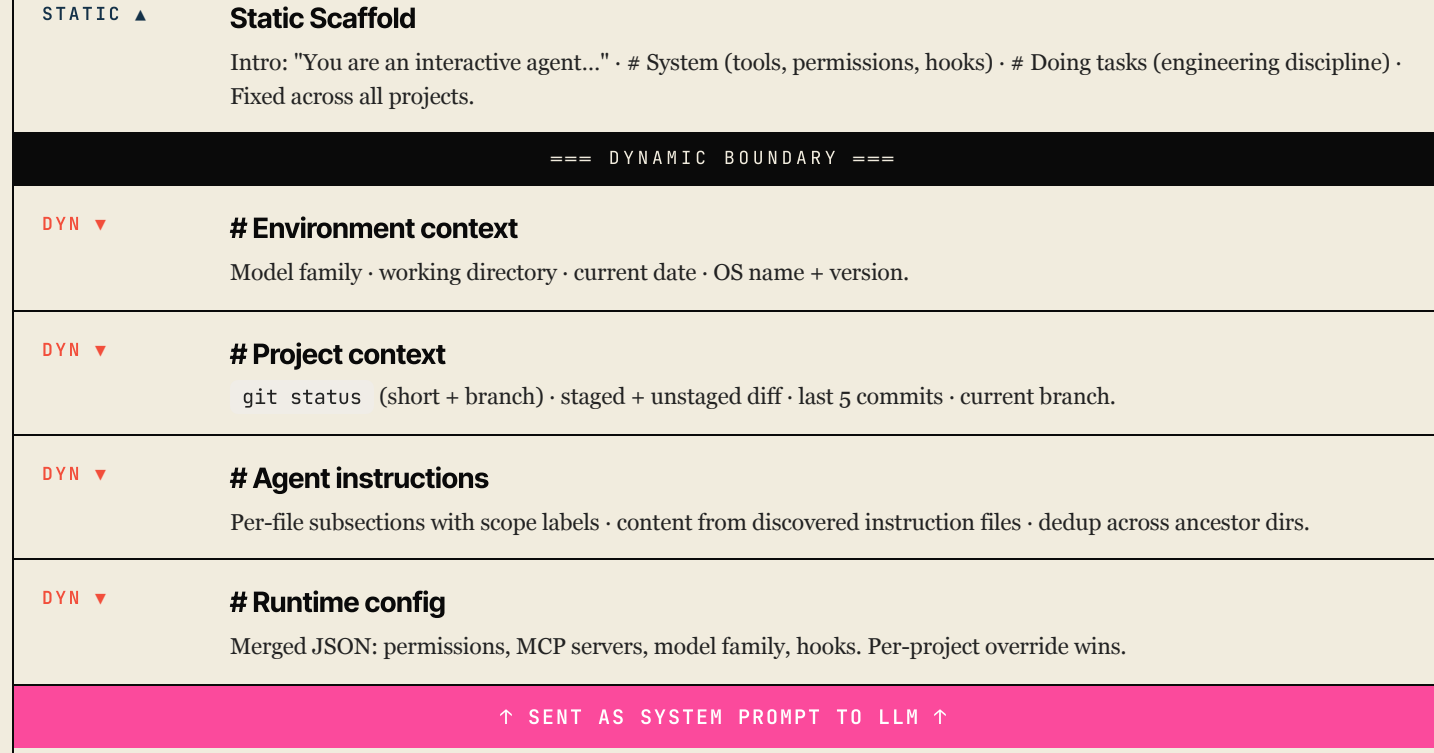 STATIC ▲
Static Scaffold
Intro: "You are an interactive agent…" · # System (tools, permissions, hooks) · # Doing tasks (engineering discipline) ·
Fixed across all projects.
=== DYNAMIC BOUNDARY ===
DYN ▼
# Environment context
Model family · working directory · current date · OS name + version.
DYN ▼
# Project context
git status (short + branch) · staged + unstaged diff · last 5 commits · current branch.
DYN ▼
# Agent instructions
Per-file subsections with scope labels · content from discovered instruction files · dedup across ancestor dirs.
DYN ▼
# Runtime config
Merged JSON: permissions, MCP servers, model family, hooks. Per-project override wins.
↑ SENT AS SYSTEM PROMPT TO LLM ↑